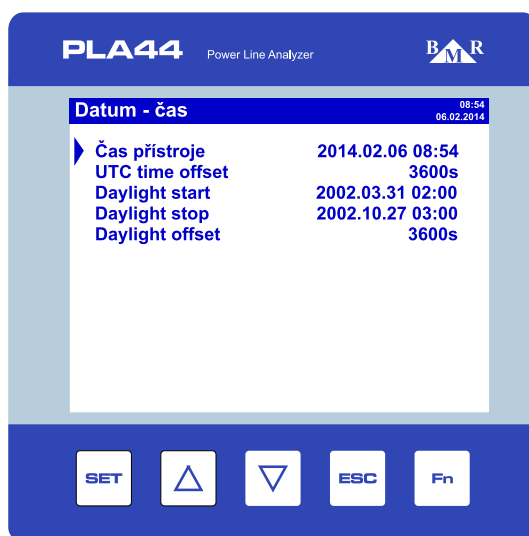 PLA44 Power Line Analyzer BMR
Datum - čas 08:54
06.02.2014
Čas přístroje 2014.02.06 08:54
UTC time offset 3600s
Daylight start 2002.03.31 02:00
Daylight stop 2002.10.27 03:00
Daylight offset 3600s
SET ESC Fn